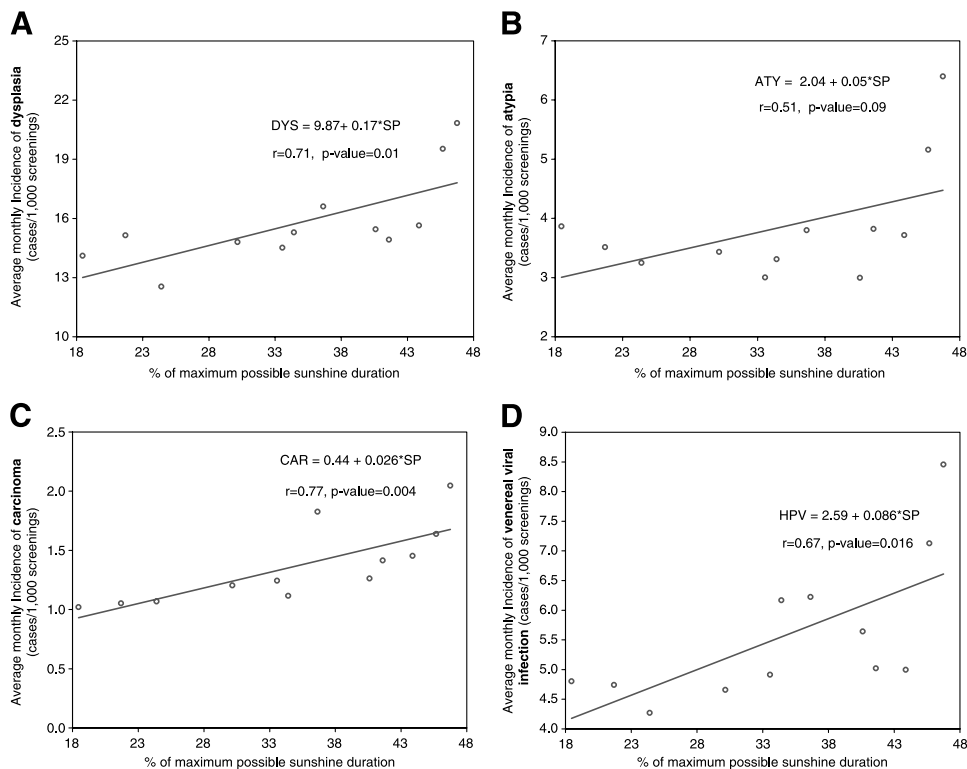 A
Average monthly Incidence of dysplasia
(cases/1,000 screenings)
25
22
19
16
13
10
DYS = 9.87+ 0.17*SP
r=0.71, p-value=0.01
18 23 28 33 38 43 48
% of maximum possible sunshine duration
B
Average monthly Incidence of atypia
(cases/1,000 screenings)
7
6
5
4
3
2
ATY = 2.04 + 0.05*SP
r=0.51, p-value=0.09
18 23 28 33 38 43 48
% of maximum possible sunshine duration
C
Average monthly Incidence of carcinoma
(cases/1,000 screenings)
2.5
2.0
1.5
1.0
0.5
0.0
CAR = 0.44 + 0.026*SP
r=0.77, p-value=0.004
18 23 28 33 38 43 48
% of maximum possible sunshine duration
D
Average monthly Incidence of venereal viral
infection (cases/1,000 screenings)
9.0
8.5
8.0
7.5
7.0
6.5
6.0
5.5
5.0
4.5
4.0
HPV = 2.59 + 0.086*SP
r=0.67, p-value=0.016
18 23 28 33 38 43 48
% of maximum possible sunshine duration